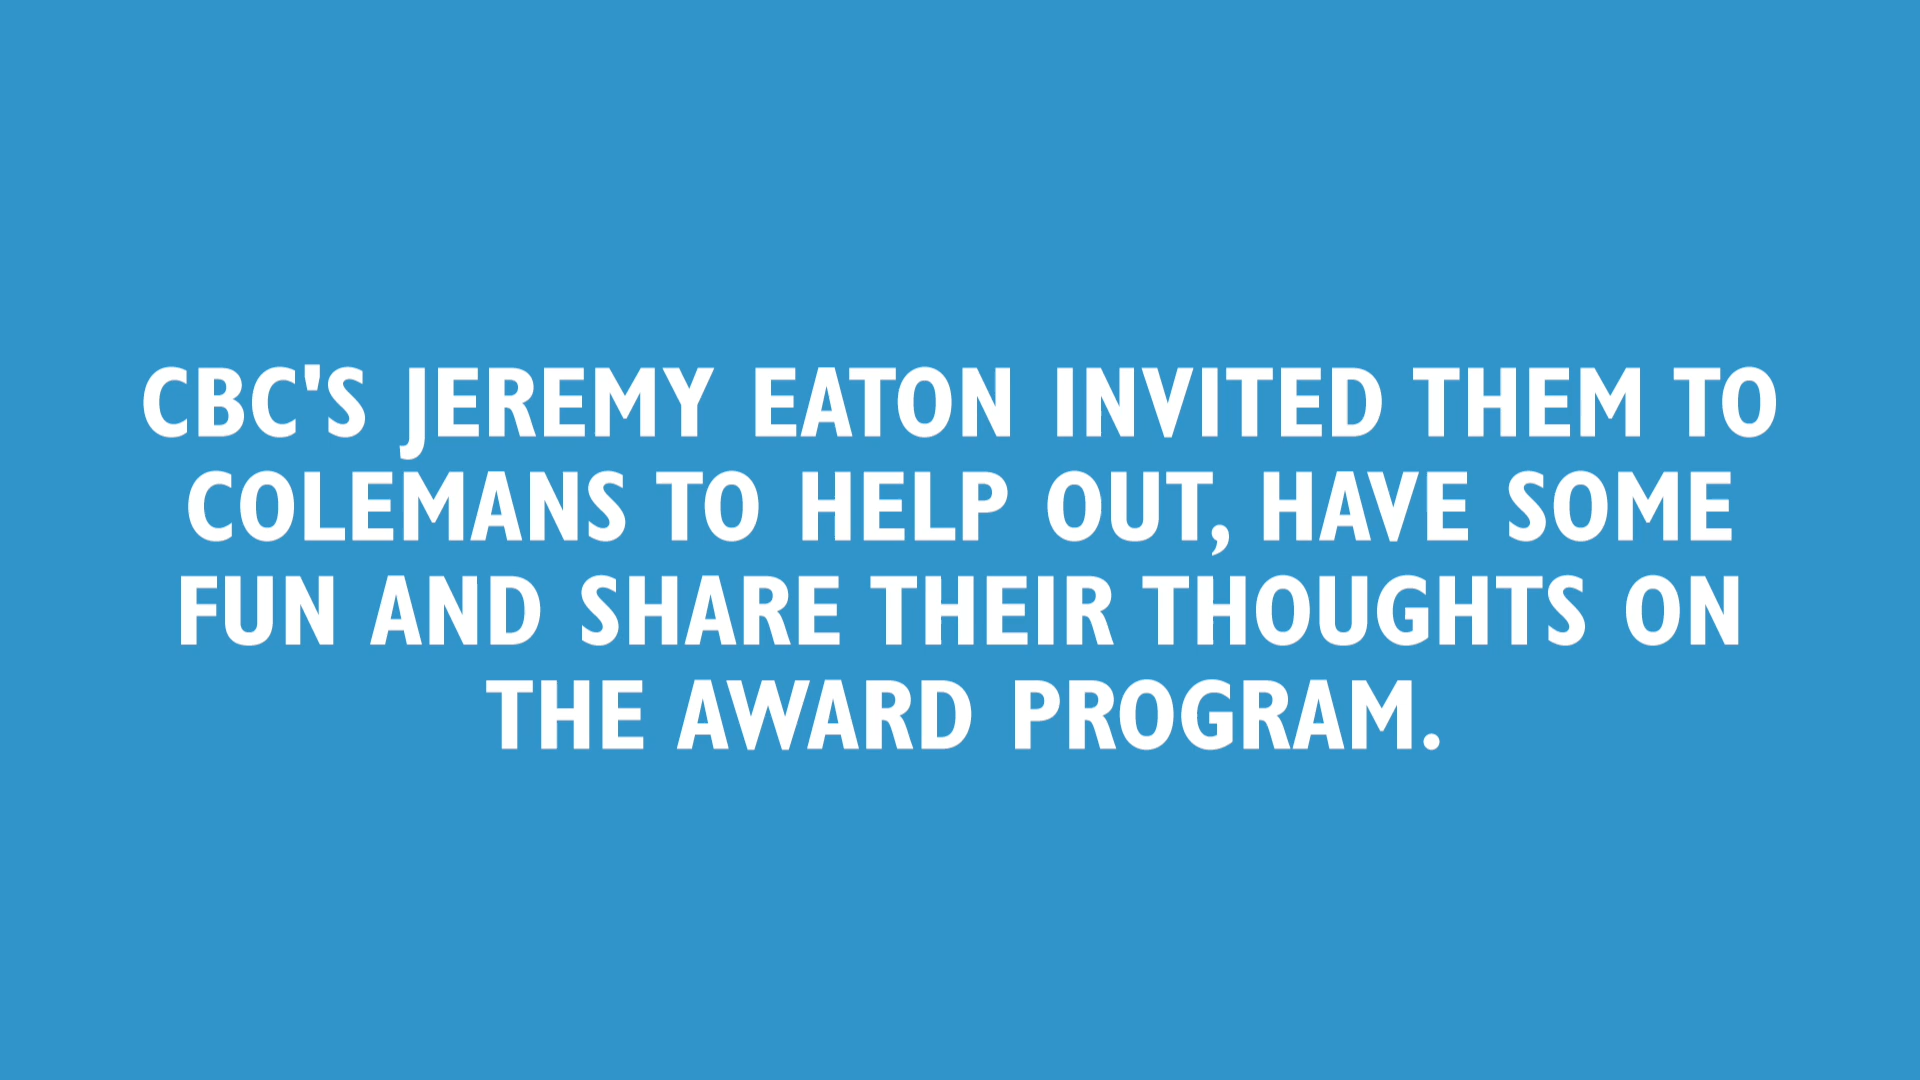 CBC'S JEREMY EATON INVITED THEM TO
COLEMANS TO HELP OUT, HAVE SOME
FUN AND SHARE THEIR THOUGHTS ON
THE AWARD PROGRAM.